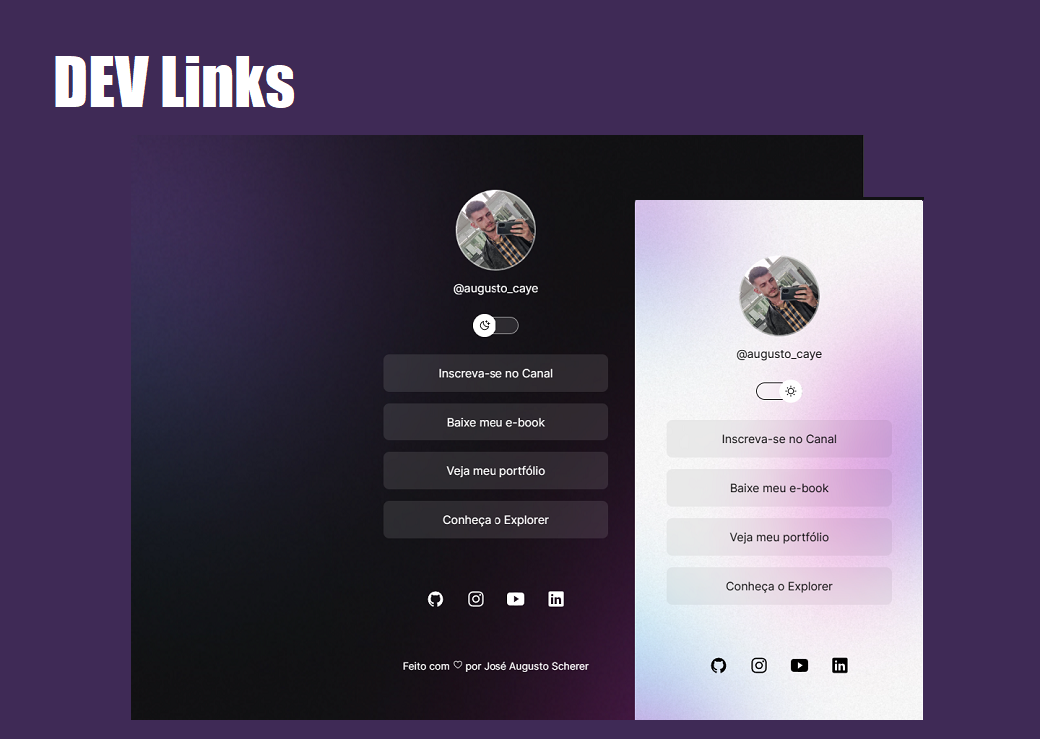 DEV Links
@augusto_caye
Inscreva-se no Canal
Baixe meu e-book
Veja meu portfólio
Conheça o Explorer
Feito com ♡ por José Augusto Scherer
@augusto_caye
Inscreva-se no Canal
Baixe meu e-book
Veja meu portfólio
Conheça o Explorer